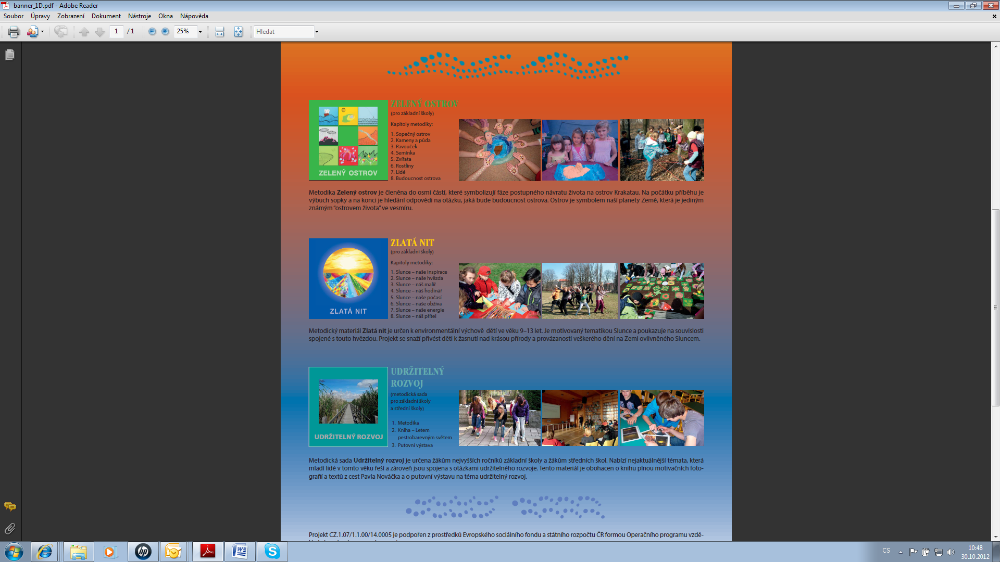 banner_1D.pdf - Adobe Reader
Soubor Úpravy Zobrazení Dokument Nástroje Okna Nápověda
1 / 1 25% Hledat
ZELENÝ OSTROV
(pro základní školy)
Kapitoly metodiky:
1. Sopečný ostrov
2. Kameny a půda
3. Pavouček
4. Semínka
5. Zvířata
6. Rostliny
7. Lidé
8. Budoucnost ostrova
ZELENÝ OSTROV
Metodika Zelený ostrov je členěna do osmi částí, které symbolizují fáze postupného návratu života na ostrov Krakatau. Na počátku příběhu je
výbuch sopky a na konci je hledání odpovědi na otázku, jaká bude budoucnost ostrova. Ostrov je symbolem naší planety Země, která je jediným
známým “ostrovem života” ve vesmíru.
ZLATÁ NIT
(pro základní školy)
Kapitoly metodiky:
1. Slunce – naše inspirace
2. Slunce – naše hvězda
3. Slunce – náš malíř
4. Slunce – náš hodinář
5. Slunce – naše počasí
6. Slunce – naše obživa
7. Slunce – naše energie
8. Slunce – náš přítel
ZLATÁ NIT
Metodický materiál Zlatá nit je určen k environmentální výchově dětí ve věku 9–13 let. Je motivovaný tematikou Slunce a poukazuje na souvislosti
spojené s touto hvězdou. Projekt se snaží přivést děti k žasnutí nad krásou přírody a provázanosti veškerého dění na Zemi ovlivněného Sluncem.
UDRŽITELNÝ
ROZVOJ
(metodická sada
pro základní školy
a střední školy)
1. Metodika
2. Kniha – Letem
pestrobarevným světem
3. Putovní výstava
UDRŽITELNÝ ROZVOJ
Metodická sada Udržitelný rozvoj je určena žákům nejvyšších ročníků základní školy a žákům středních škol. Nabízí nejaktuálnější témata, která
mladí lidé v tomto věku řeší a zároveň jsou spojena s otázkami udržitelného rozvoje. Tento materiál je obohacen o knihu plnou motivačních foto-
grafií a textů z cest Pavla Nováčka a o putovní výstavu na téma udržitelný rozvoj.
Projekt CZ.1.07/1.1.00/14.0005 je podpořen z prostředků Evropského sociálního fondu a státního rozpočtu ČR formou Operačního programu vzdě-
CS
10:48
30.10.2012